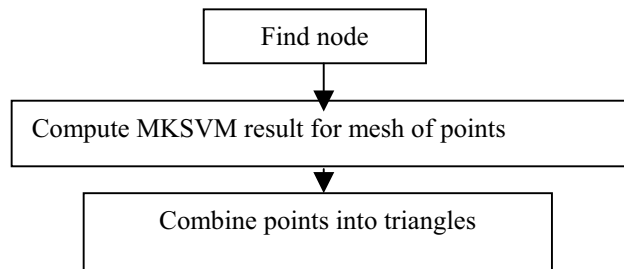 Find node
Compute MKSVM result for mesh of points
Combine points into triangles